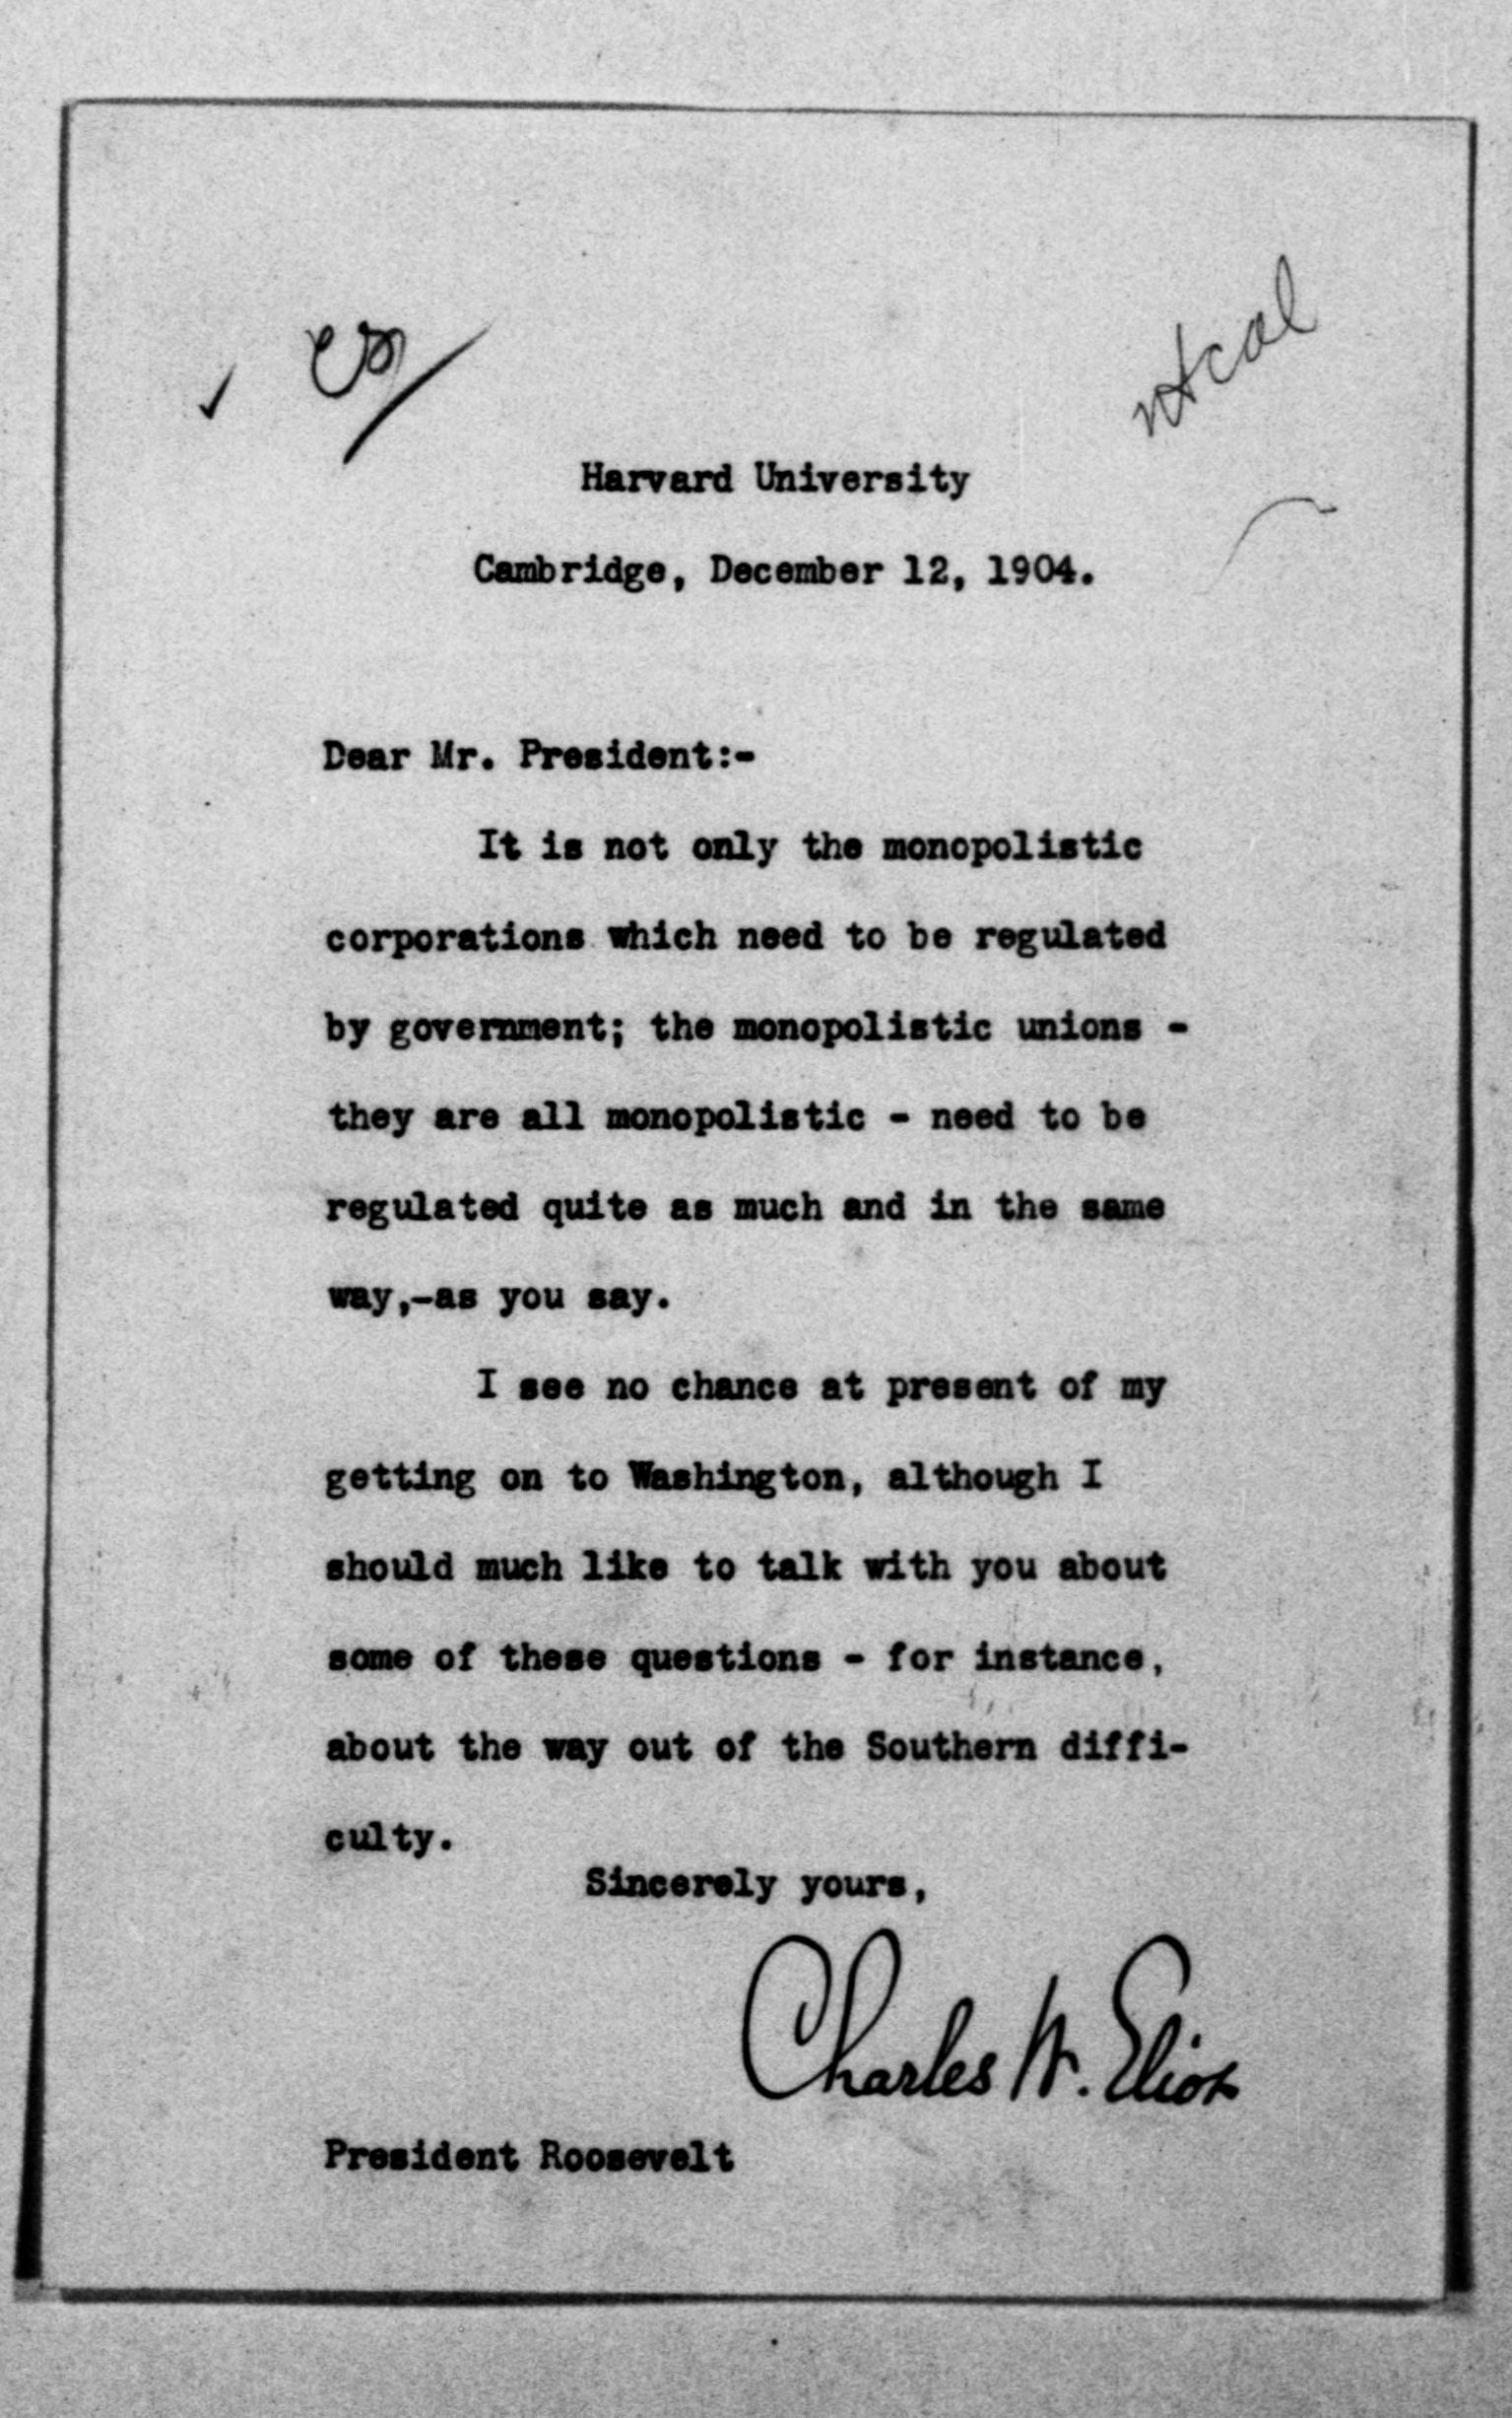 Harvard University
Cambridge, December 12, 1904.
Dear Mr. President:-
It is not only the monopolistic
corporations which need to be regulated
by government; the monopolistic unions -
they are all monopolistic - need to be
regulated quite as much and in the same
way,-as you say.
I see no chance at present of my
getting on to Washington, although I
should much like to talk with you about
some of these questions - for instance,
about the way out of the Southern diffi-
culty.
Sincerely yours,
Charles W. Eliot
President Roosevelt